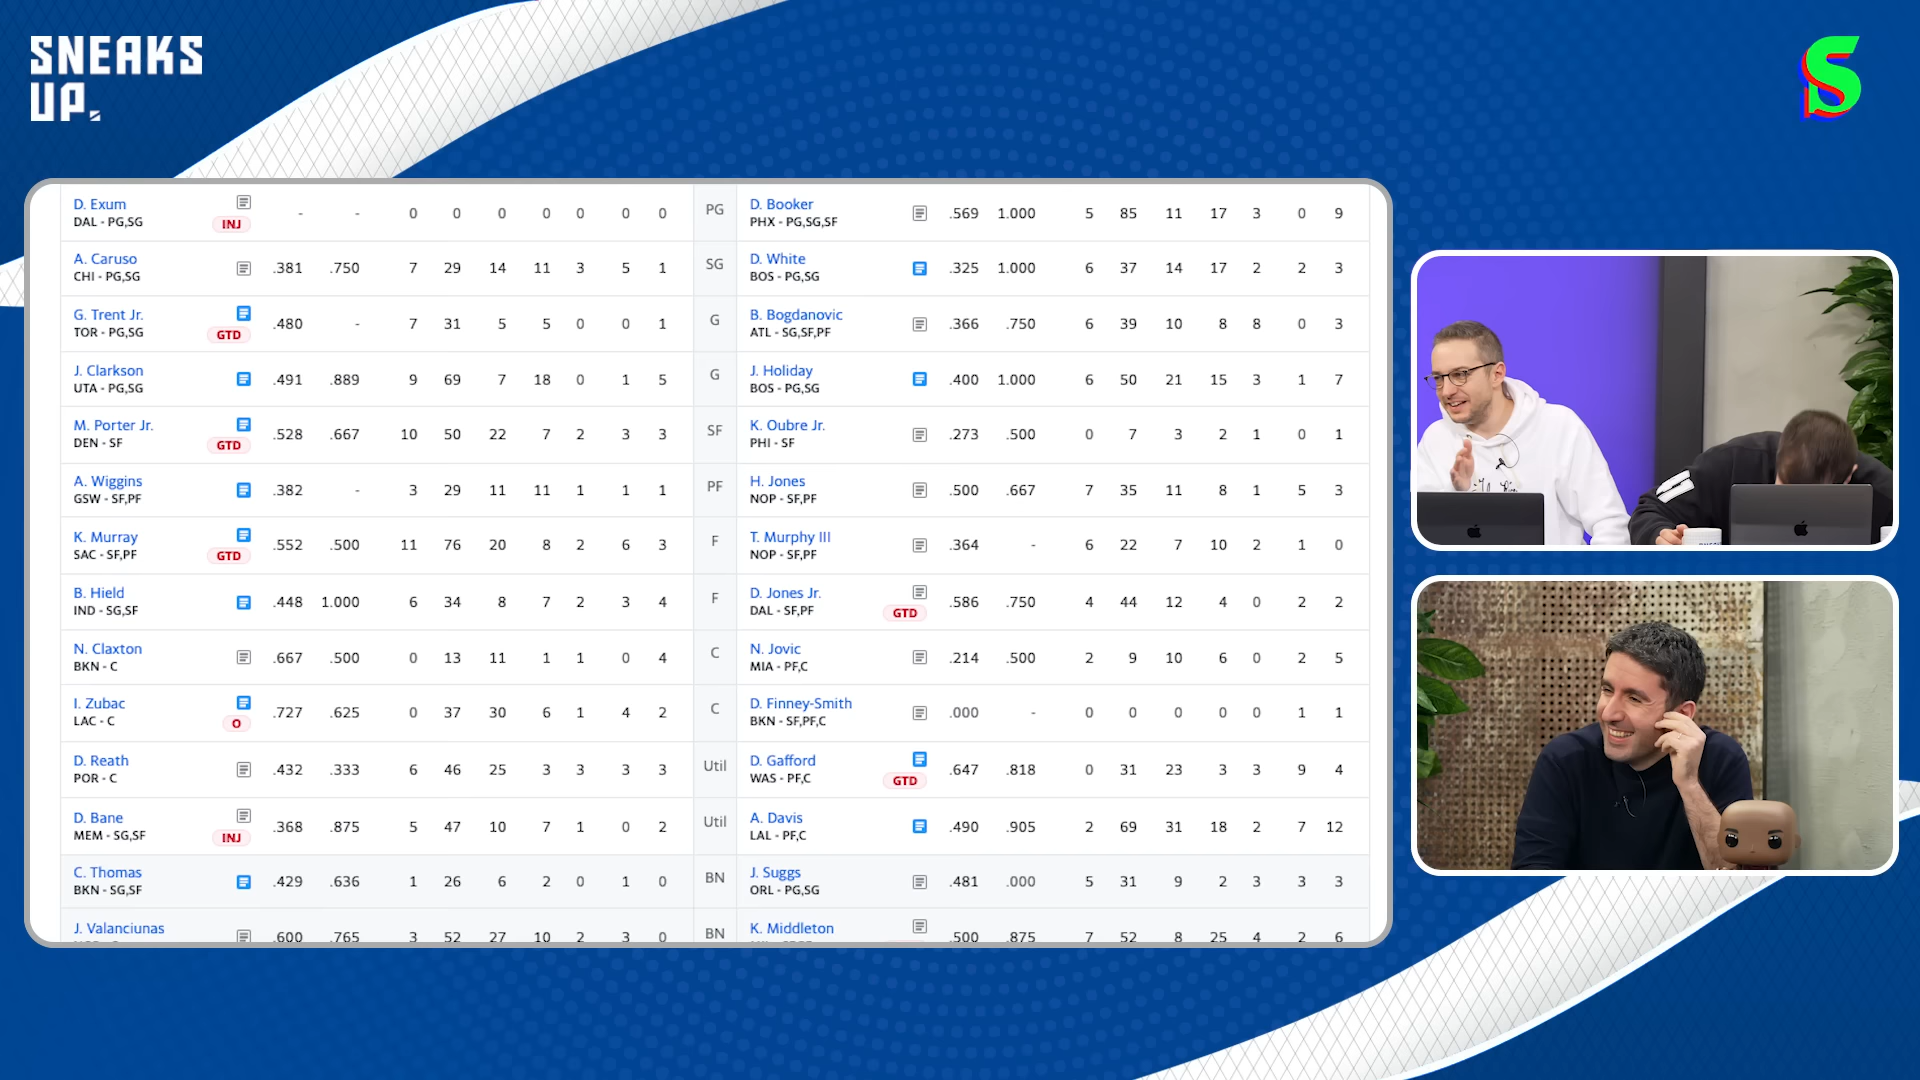 SNEAKS
UP.
S
D. Exum
DAL - PG,SG
INJ
- - 0 0 0 0 0 0 0
PG
D. Booker
PHX - PG,SG,SF
.569 1.000 5 85 11 17 3 0 9
A. Caruso
CHI - PG,SG
.381 .750 7 29 14 11 3 5 1
SG
D. White
BOS - PG,SG
.325 1.000 6 37 14 17 2 2 3
G. Trent Jr.
TOR - PG,SG
GTD
.480 - 7 31 5 5 0 0 1
G
B. Bogdanovic
ATL - SG,SF,PF
.366 .750 6 39 10 8 8 0 3
J. Clarkson
UTA - PG,SG
.491 .889 9 69 7 18 0 1 5
G
J. Holiday
BOS - PG,SG
.400 1.000 6 50 21 15 3 1 7
M. Porter Jr.
DEN - SF
GTD
.528 .667 10 50 22 7 2 3 3
SF
K. Oubre Jr.
PHI - SF
.273 .500 0 7 3 2 1 0 1
A. Wiggins
GSW - SF,PF
.382 - 3 29 11 11 1 1 1
PF
H. Jones
NOP - SF,PF
.500 .667 7 35 11 8 1 5 3
K. Murray
SAC - SF,PF
GTD
.552 .500 11 76 20 8 2 6 3
F
T. Murphy III
NOP - SF,PF
.364 - 6 22 7 10 2 1 0
B. Hield
IND - SG,SF
.448 1.000 6 34 8 7 2 3 4
F
D. Jones Jr.
DAL - SF,PF
GTD
.586 .750 4 44 12 4 0 2 2
N. Claxton
BKN - C
.667 .500 0 13 11 1 1 0 4
C
N. Jovic
MIA - PF,C
.214 .500 2 9 10 6 0 2 5
I. Zubac
LAC - C
O
.727 .625 0 37 30 6 1 4 2
C
D. Finney-Smith
BKN - SF,PF,C
.000 - 0 0 0 0 0 1 1
D. Reath
POR - C
.432 .333 6 46 25 3 3 3 3
Util
D. Gafford
WAS - PF,C
GTD
.647 .818 0 31 23 3 3 9 4
D. Bane
MEM - SG,SF
INJ
.368 .875 5 47 10 7 1 0 2
Util
A. Davis
LAL - PF,C
.490 .905 2 69 31 18 2 7 12
C. Thomas
BKN - SG,SF
.429 .636 1 26 6 2 0 1 0
BN
J. Suggs
ORL - PG,SG
.481 .000 5 31 9 2 3 3 3
J. Valanciunas
.600 .765 3 52 27 10 2 3 0
BN
K. Middleton
.500 .875 7 52 8 25 4 2 6